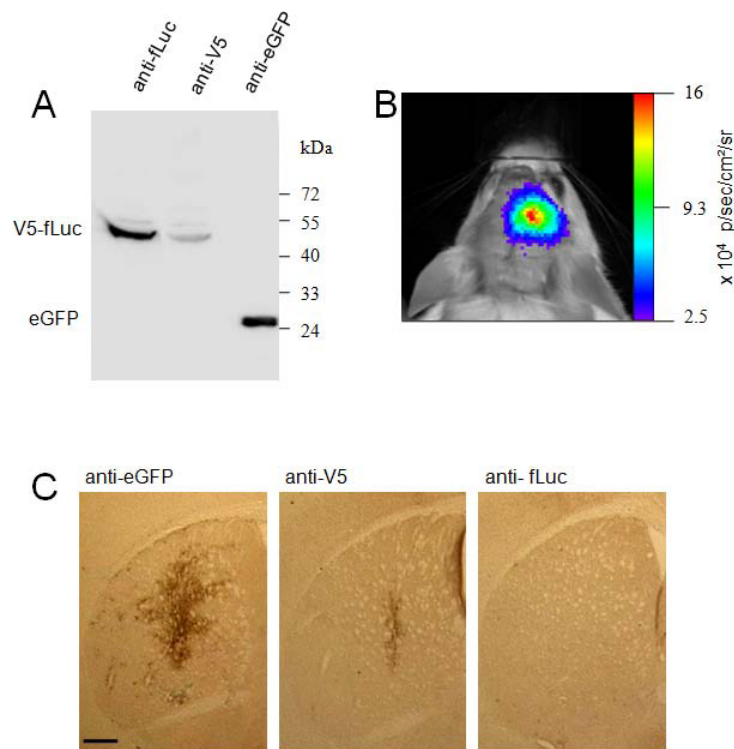 A
anti-fLuc
anti-V5
anti-eGFP
kDa
72
55
40
33
24
V5-fLuc
eGFP
B
16
9.3
2.5
x 10⁴ p/sec/cm²/sr
C
anti-eGFP
anti-V5
anti- fLuc